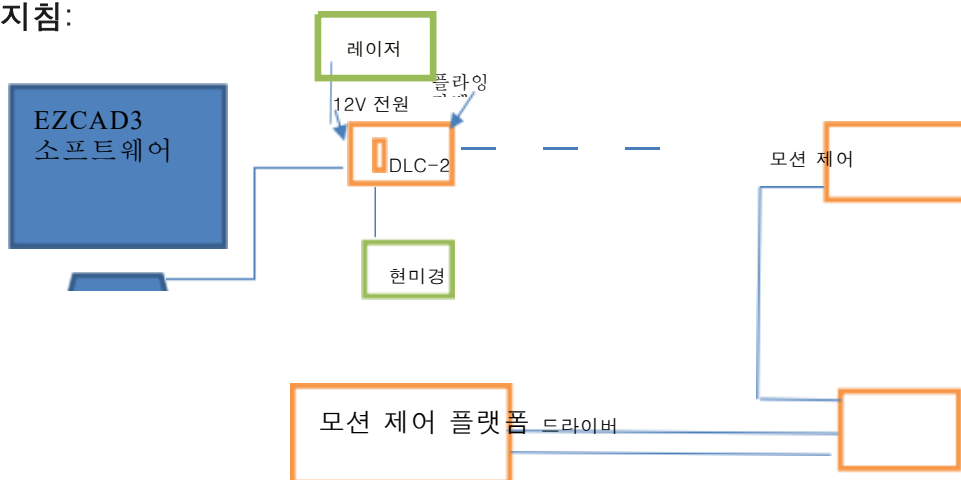 지침:
레이저
플라잉
12V 전원
EZCAD3
소프트웨어
DLC-2
모션 제어
현미경
모션 제어 플랫폼 드라이버